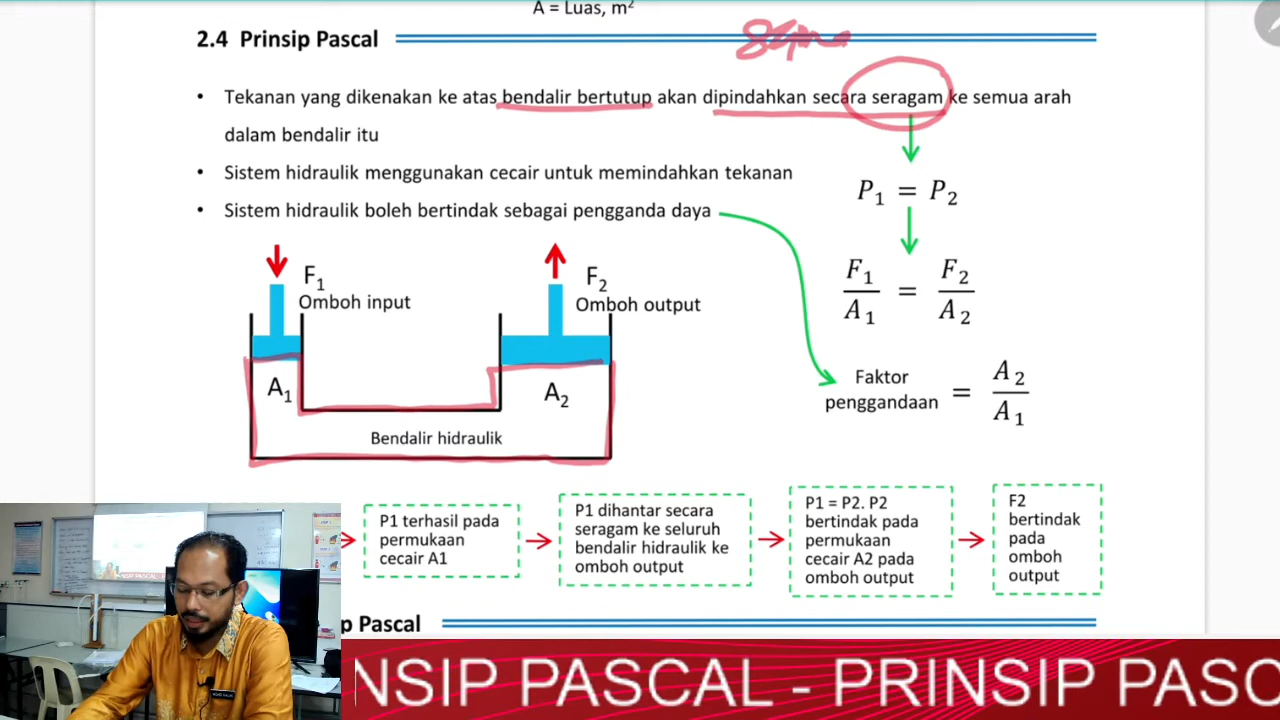 A = Luas, m²
2.4 Prinsip Pascal
• Tekanan yang dikenakan ke atas bendalir bertutup akan dipindahkan secara seragam ke semua arah
dalam bendalir itu
• Sistem hidraulik menggunakan cecair untuk memindahkan tekanan
• Sistem hidraulik boleh bertindak sebagai pengganda daya
P₁ = P₂
F₁/A₁ = F₂/A₂
Faktor
penggandaan = A₂/A₁
F₁
Omboh input
F₂
Omboh output
A₁
A₂
Bendalir hidraulik
P1 terhasil pada
permukaan
cecair A1
P1 dihantar secara
seragam ke seluruh
bendalir hidraulik ke
omboh output
P1 = P2. P2
bertindak pada
permukaan
cecair A2 pada
omboh output
F2
bertindak
pada
omboh
output
p Pascal
NSIP PASCAL - PRINSIP PASC